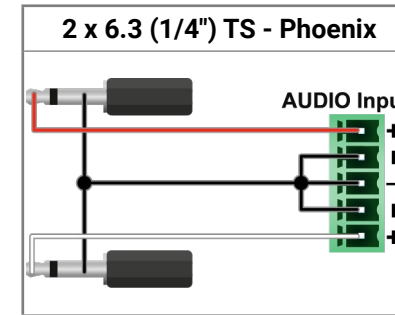 2 x 6.3 (1/4") TS - Phoenix
AUDIO Inpu
+
–
+